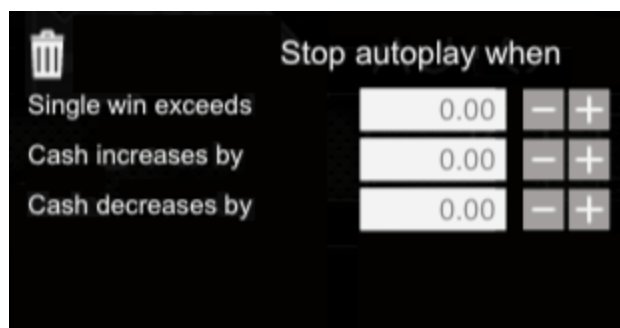 Stop autoplay when
Single win exceeds 0.00 − +
Cash increases by 0.00 − +
Cash decreases by 0.00 − +